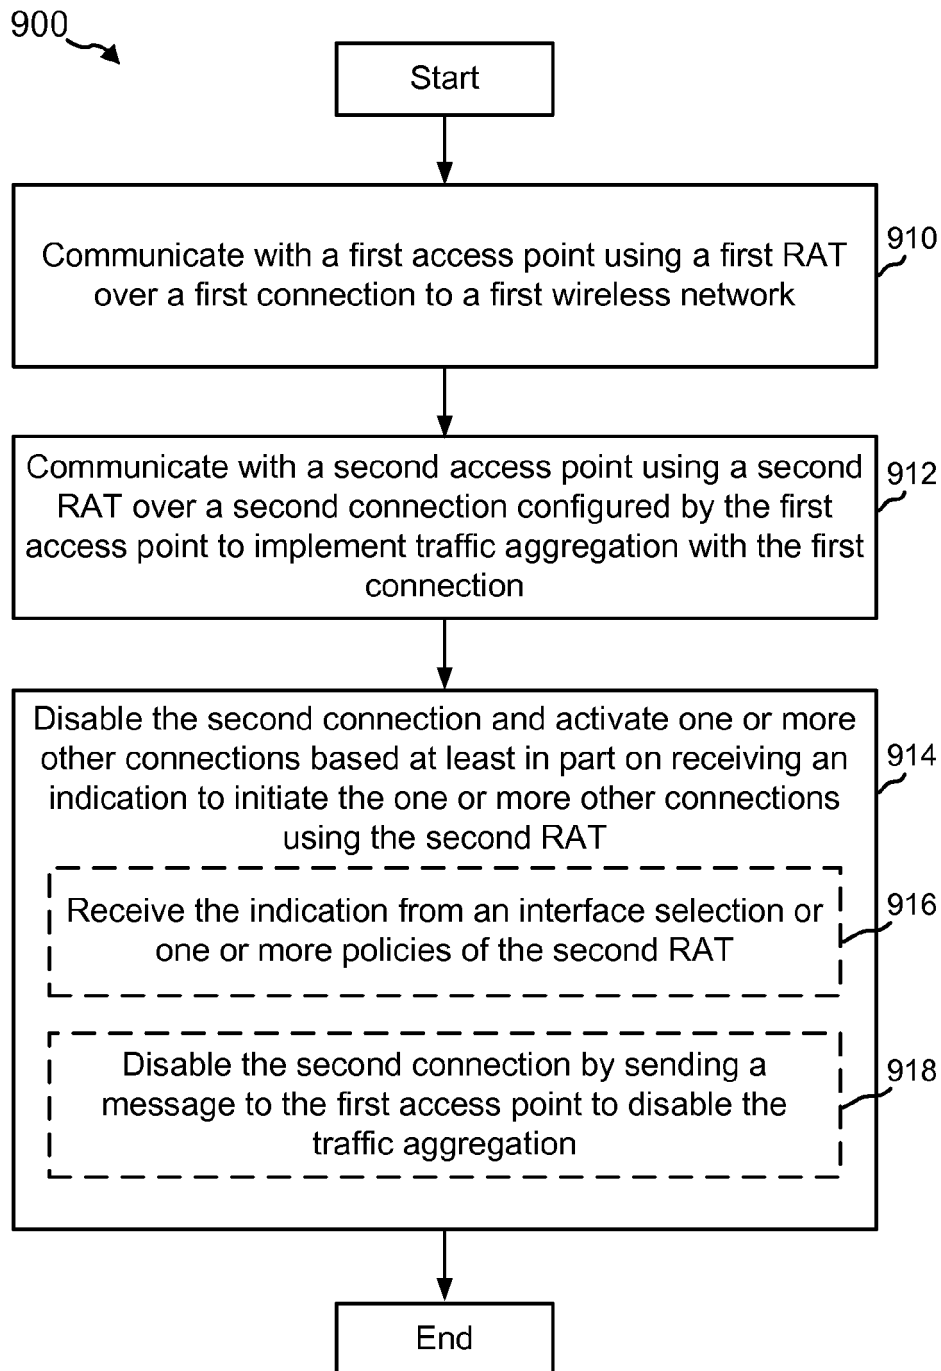 900
Start
Communicate with a first access point using a first RAT
over a first connection to a first wireless network
910
Communicate with a second access point using a second
RAT over a second connection configured by the first
access point to implement traffic aggregation with the first
connection
912
Disable the second connection and activate one or more
other connections based at least in part on receiving an
indication to initiate the one or more other connections
using the second RAT
914
Receive the indication from an interface selection or
one or more policies of the second RAT
916
Disable the second connection by sending a
message to the first access point to disable the
traffic aggregation
918
End